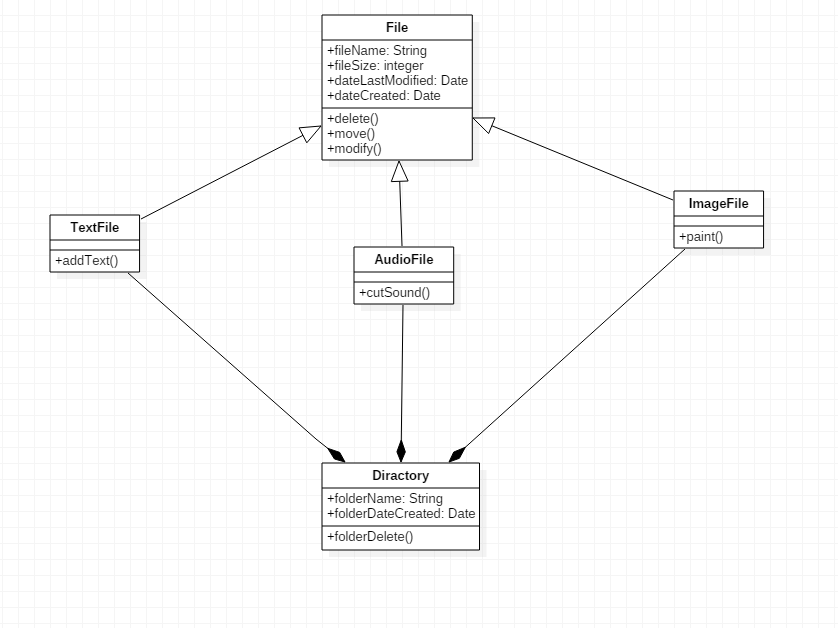 File
+fileName: String
+fileSize: integer
+dateLastModified: Date
+dateCreated: Date
+delete()
+move()
+modify()
TextFile
+addText()
AudioFile
+cutSound()
ImageFile
+paint()
Diractory
+folderName: String
+folderDateCreated: Date
+folderDelete()